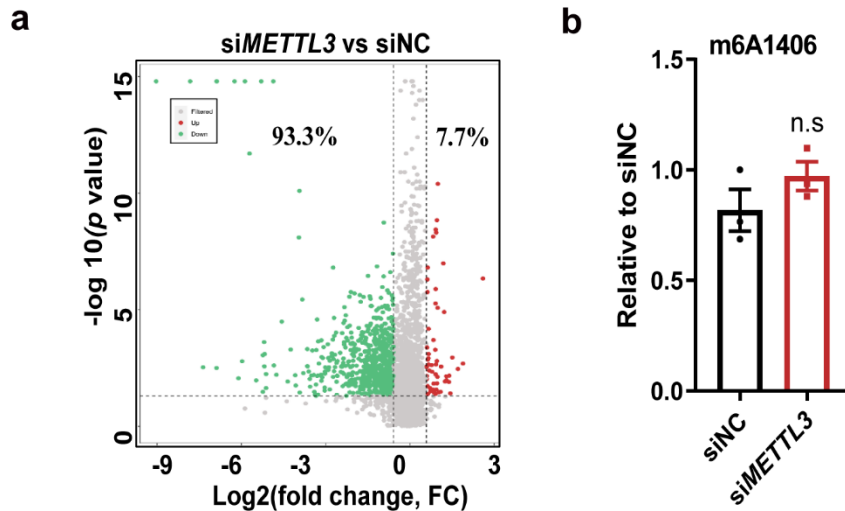 a
siMETTL3 vs siNC
15
10
5
0
-log 10(p value)
Filtered
Up
Down
93.3%
7.7%
-9
-6
-3
0
3
Log2(fold change, FC)
b
m6A1406
1.5
1.0
0.5
0.0
Relative to siNC
n.s
siNC
siMETTL3